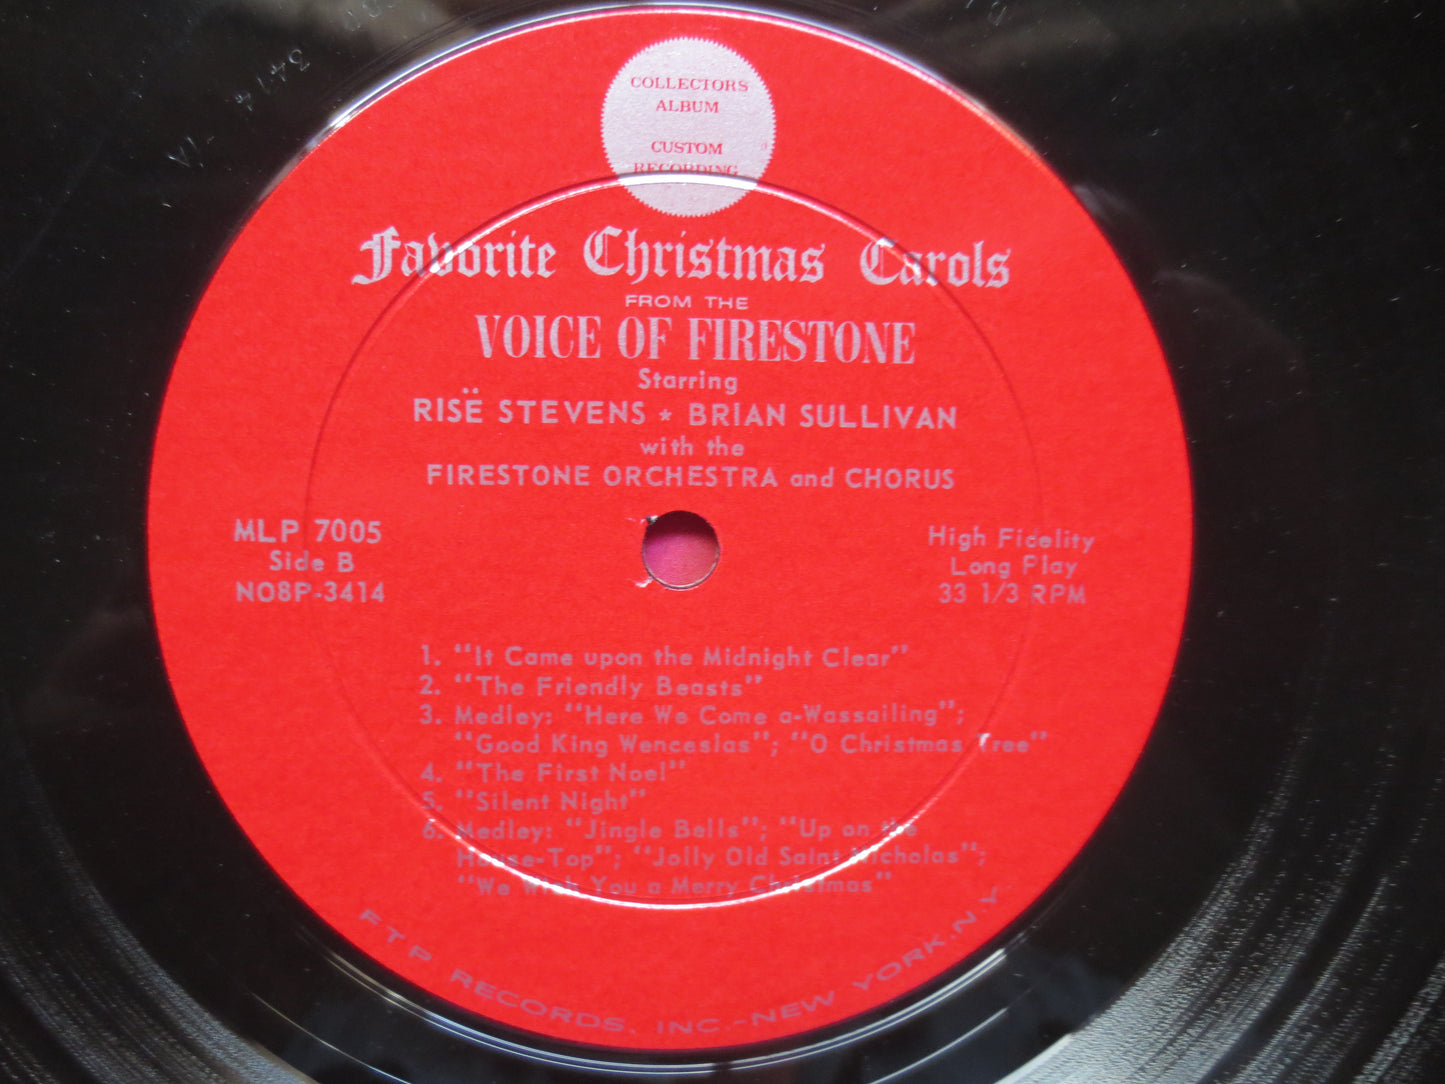 COLLECTORS
ALBUM
CUSTOM
RECORDING
Favorite Christmas Carols
FROM THE
VOICE OF FIRESTONE
Starring
RISË STEVENS * BRIAN SULLIVAN
with the
FIRESTONE ORCHESTRA and CHORUS
MLP 7005
Side B
NO8P-3414
High Fidelity
Long Play
33 1/3 RPM
1. "It Came upon the Midnight Clear"
2. "The Friendly Beasts"
3. Medley: "Here We Come a-Wassailing";
"Good King Wenceslas"; "O Christmas Tree"
4. "The First Noel"
5. "Silent Night"
6. Medley: "Jingle Bells"; "Up on the
House-Top"; "Jolly Old Saint Nicholas";
"We Wish You a Merry Christmas"
FTP RECORDS, INC.-NEW YORK, N.Y.